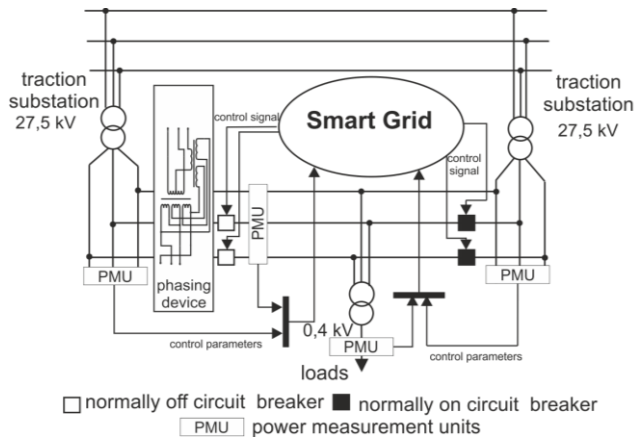 traction
substation
27,5 kV
control signal
Smart Grid
traction
substation
27,5 kV
control
signal
PMU
PMU
phasing
device
PMU
0,4 kV
control parameters
PMU
control parameters
loads
normally off circuit breaker
normally on circuit breaker
PMU power measurement units